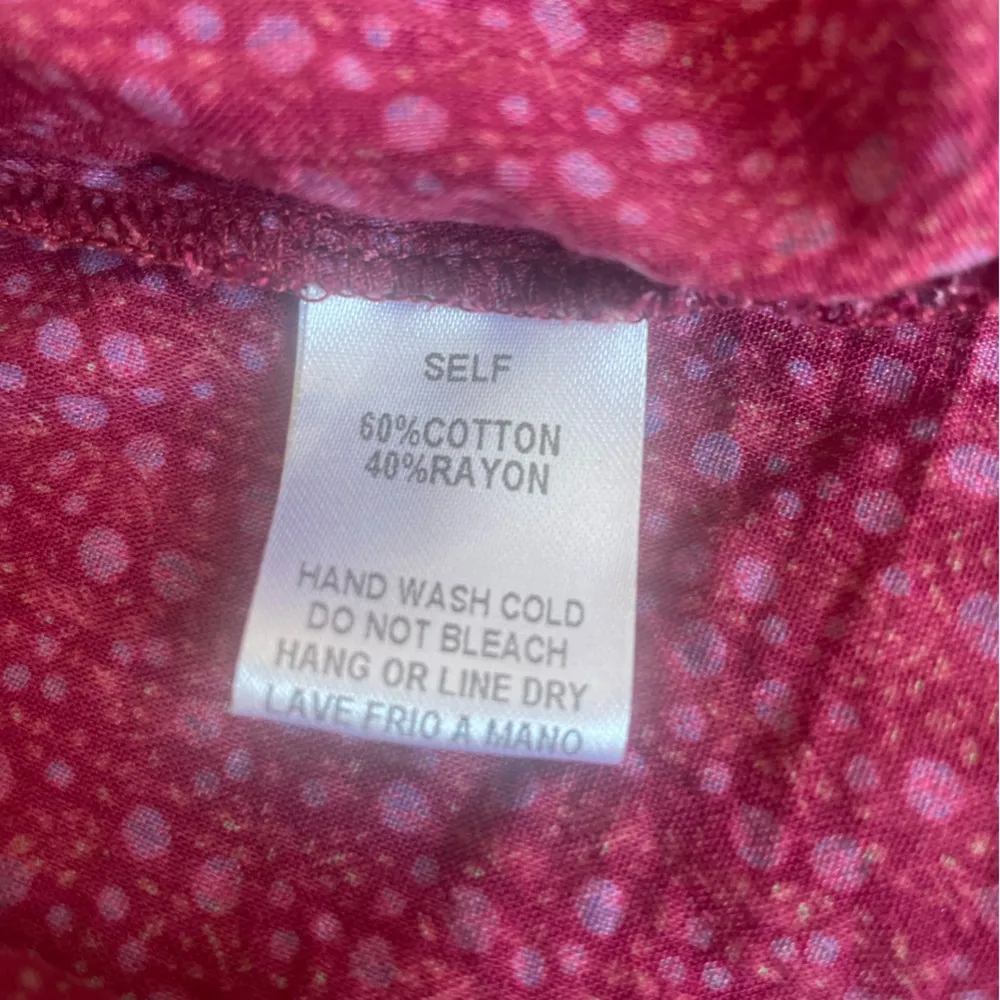 SELF
60%COTTON
40%RAYON
HAND WASH COLD
DO NOT BLEACH
HANG OR LINE DRY
LAVE FRIO A MANO